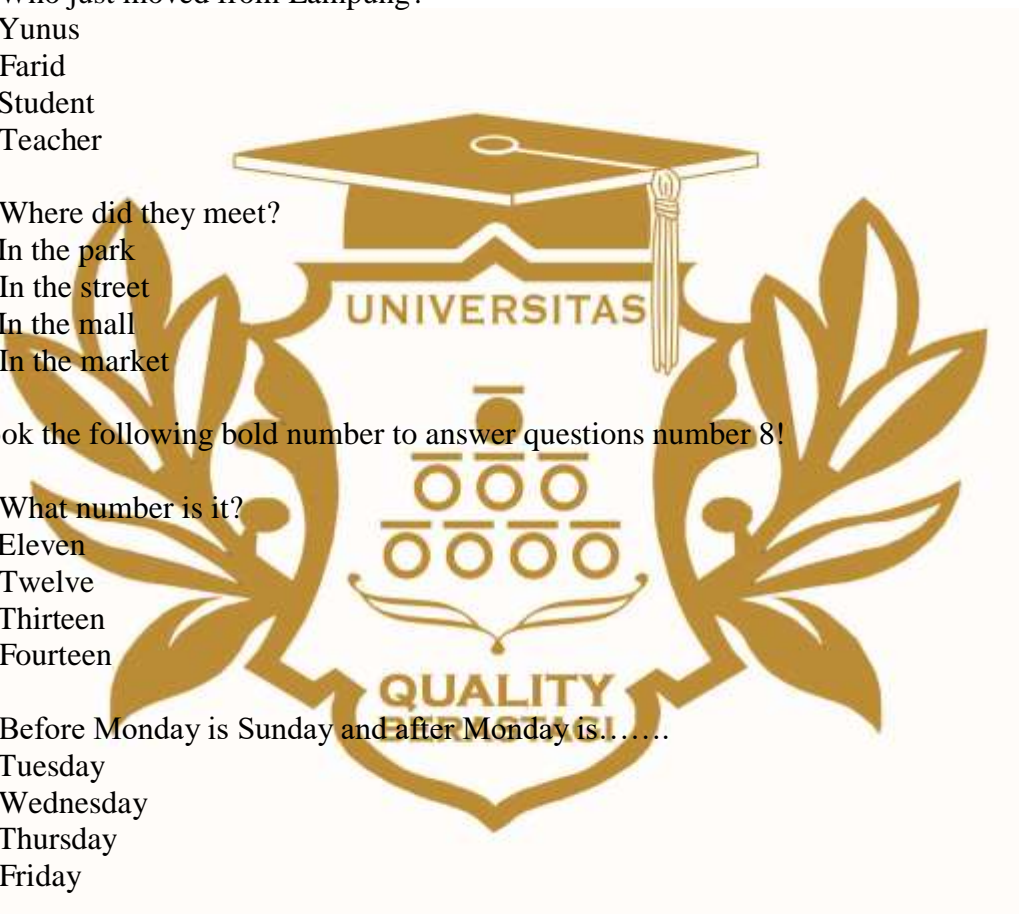 Who just moved from Lampung?
Yunus
Farid
Student
Teacher
Where did they meet?
In the park
In the street
In the mall
In the market
ok the following bold number to answer questions number 8!
What number is it?
Eleven
Twelve
Thirteen
Fourteen
Before Monday is Sunday and after Monday is…….
Tuesday
Wednesday
Thursday
Friday
UNIVERSITAS
QUALITY
BERASTAGI